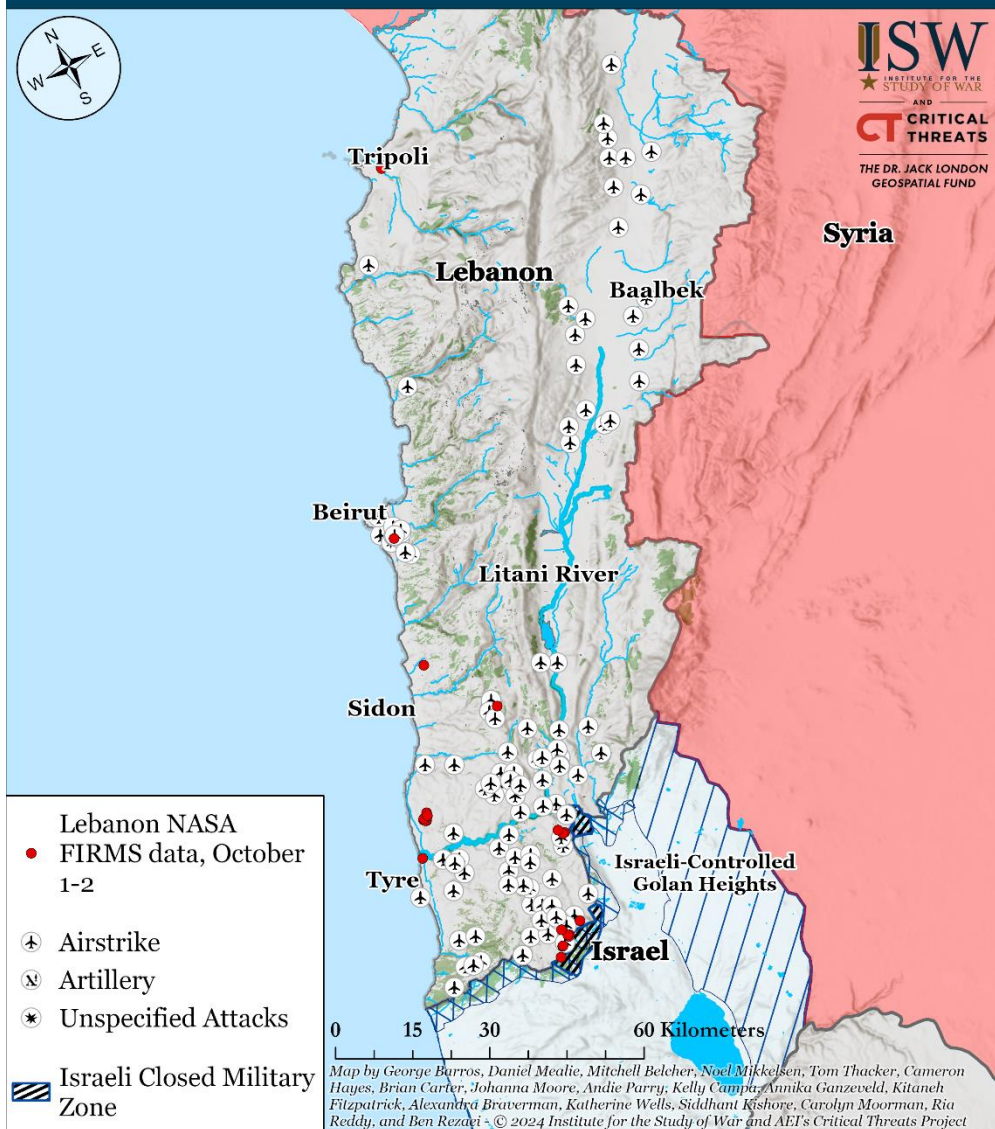 N
E
W
S
ISW
INSTITUTE FOR THE
STUDY OF WAR
AND
CT CRITICAL
THREATS
THE DR. JACK LONDON
GEOSPATIAL FUND
Tripoli
Syria
Lebanon
Baalbek
Beirut
Litani River
Sidon
Israeli-Controlled
Golan Heights
Tyre
Israel
Lebanon NASA
FIRMS data, October
1-2
Airstrike
Artillery
Unspecified Attacks
Israeli Closed Military
Zone
0 15 30 60 Kilometers
Map by George Barros, Daniel Mealie, Mitchell Belcher, Noel Mikkelsen, Tom Thacker, Cameron
Hayes, Brian Carter, Johanna Moore, Andie Parry, Kelly Campa, Annika Ganzeveld, Kitaneh
Fitzpatrick, Alexandra Braverman, Katherine Wells, Siddhant Kishore, Carolyn Moorman, Ria
Reddy, and Ben Rezaei - © 2024 Institute for the Study of War and AEI's Critical Threats Project